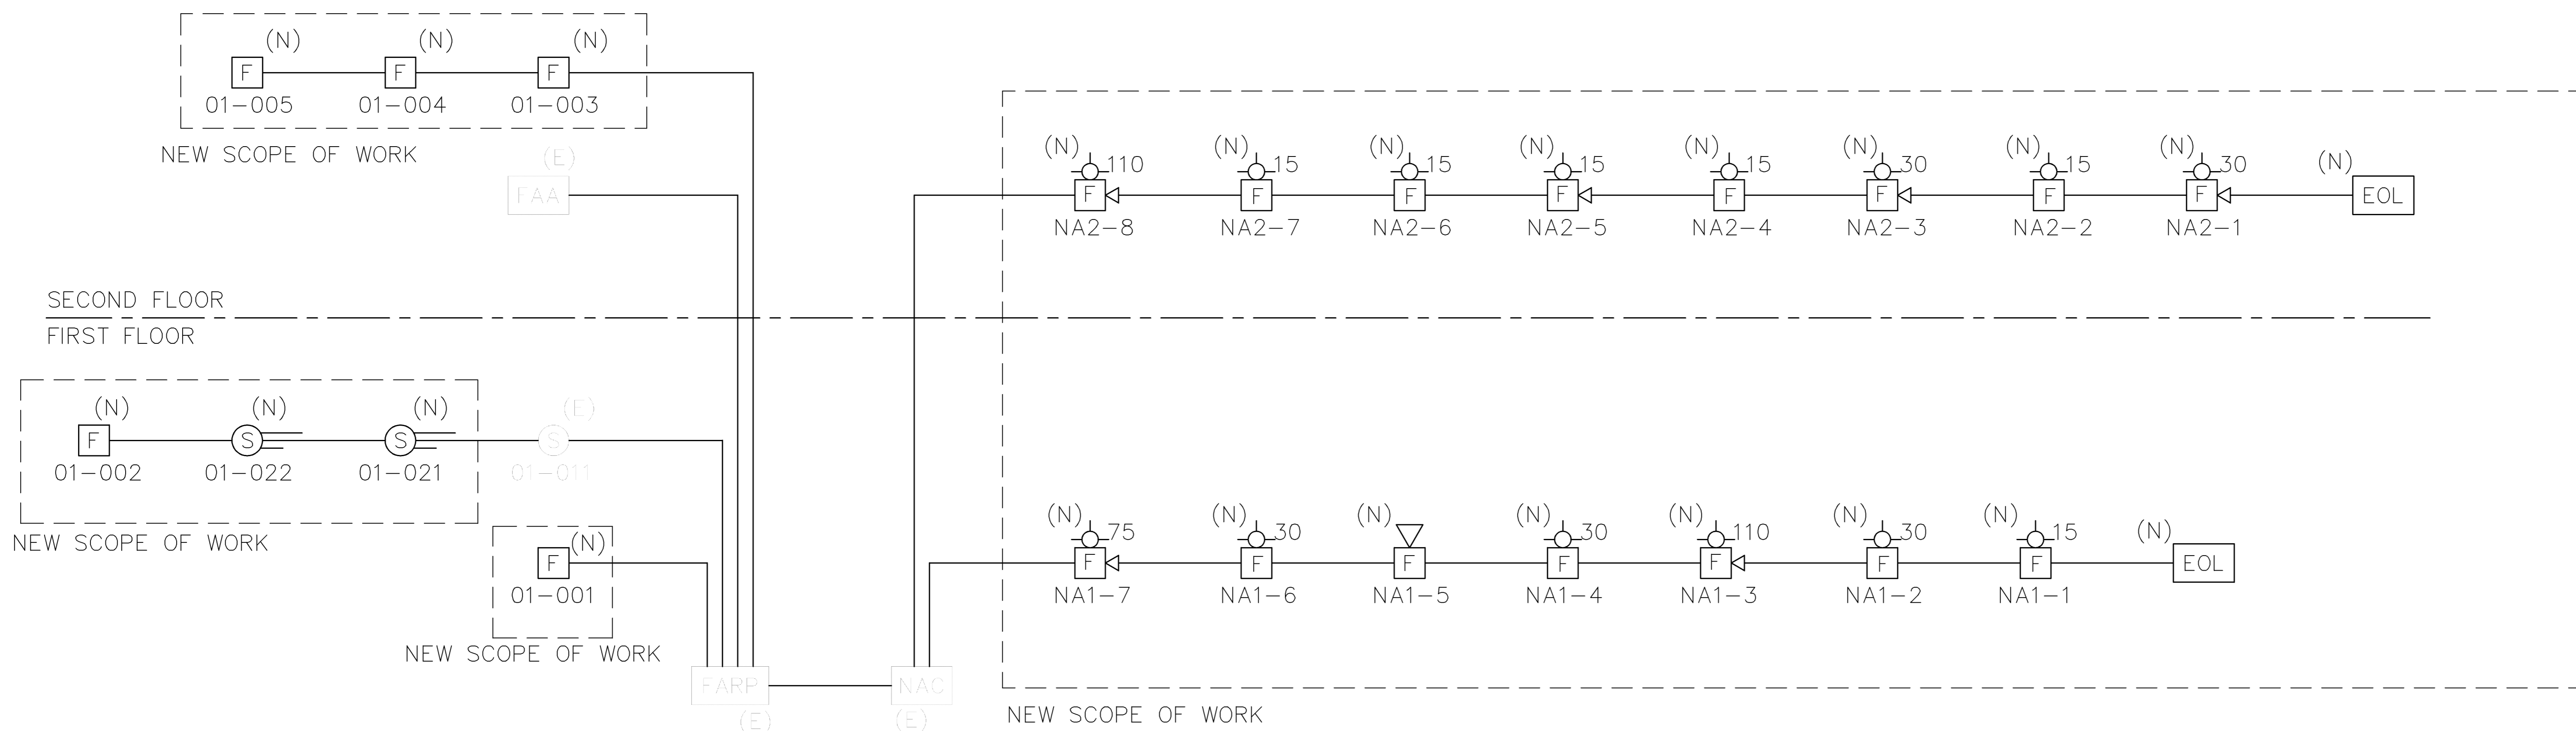 (N) (N) (N)
F F F
01-005 01-004 01-003
NEW SCOPE OF WORK
(E)
FAA
(N) (N) (N) (N) (N) (N) (N) (N) (N)
110 15 15 15 15 30 15 30
F F F F F F F F EOL
NA2-8 NA2-7 NA2-6 NA2-5 NA2-4 NA2-3 NA2-2 NA2-1
SECOND FLOOR
FIRST FLOOR
(N) (N) (N) (E)
F S S S
01-002 01-022 01-021 01-011
NEW SCOPE OF WORK
(N)
F
01-001
NEW SCOPE OF WORK
(N) (N) (N) (N) (N) (N) (N) (N)
75 30 30 110 30 15
F F F F F F F EOL
NA1-7 NA1-6 NA1-5 NA1-4 NA1-3 NA1-2 NA1-1
FARP NAC
(E) (E)
NEW SCOPE OF WORK